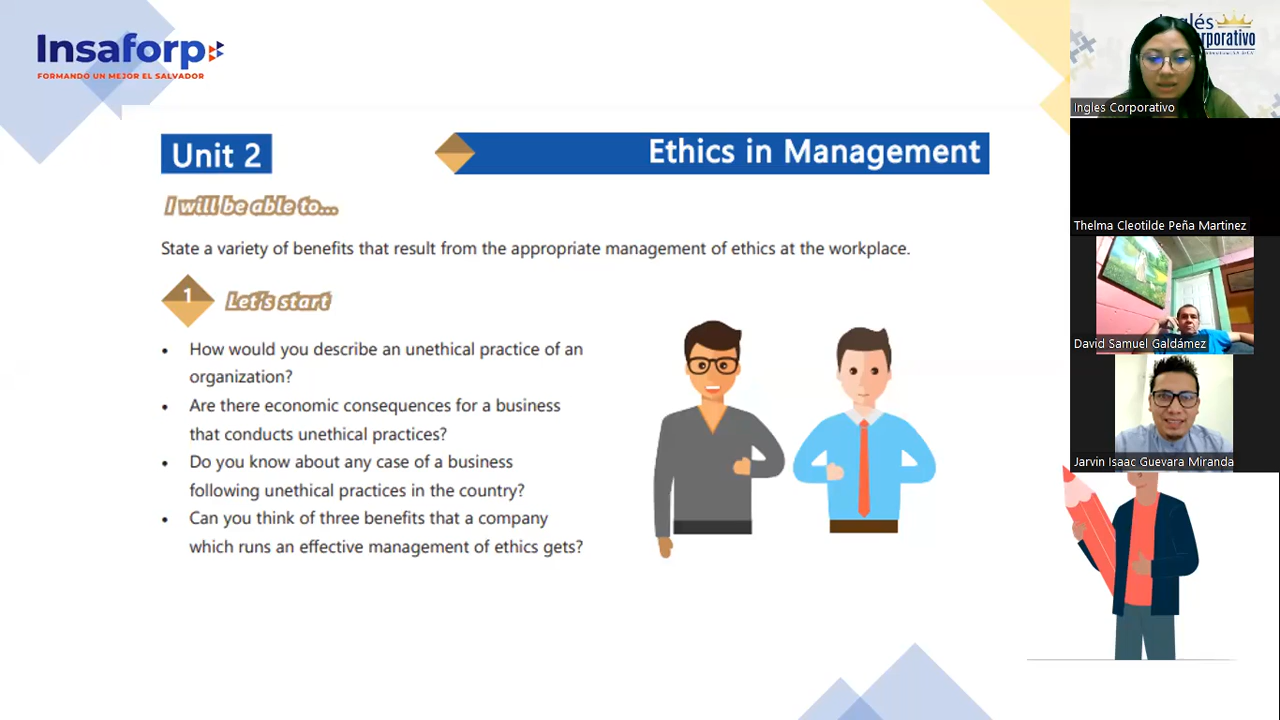 Insaforp
FORMANDO UN MEJOR EL SALVADOR
Unit 2
Ethics in Management
I will be able to...
State a variety of benefits that result from the appropriate management of ethics at the workplace.
1
Let's start
• How would you describe an unethical practice of an
organization?
• Are there economic consequences for a business
that conducts unethical practices?
• Do you know about any case of a business
following unethical practices in the country?
• Can you think of three benefits that a company
which runs an effective management of ethics gets?
Ingles Corporativo
Thelma Cleotilde Peña Martinez
David Samuel Galdámez
Jarvin Isaac Guevara Miranda